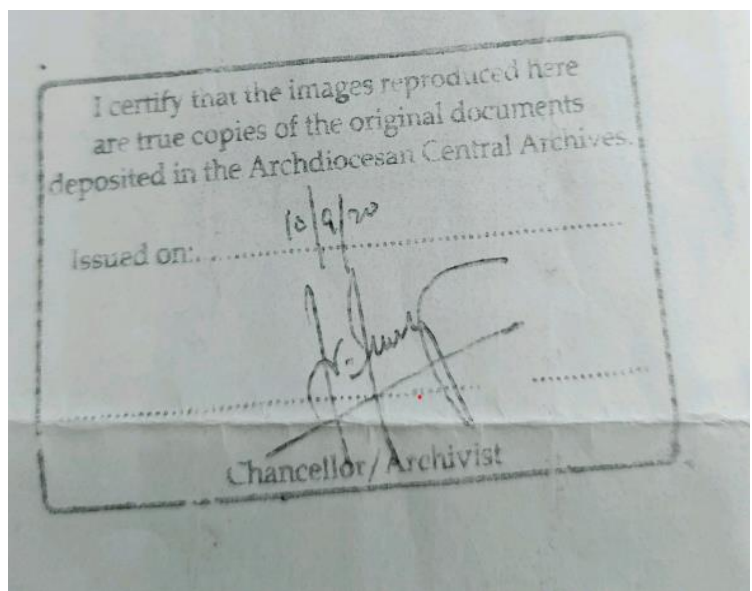 I certify that the images reproduced here
are true copies of the original documents
deposited in the Archdiocesan Central Archives.
Issued on: 10/9/20
Chancellor/Archivist